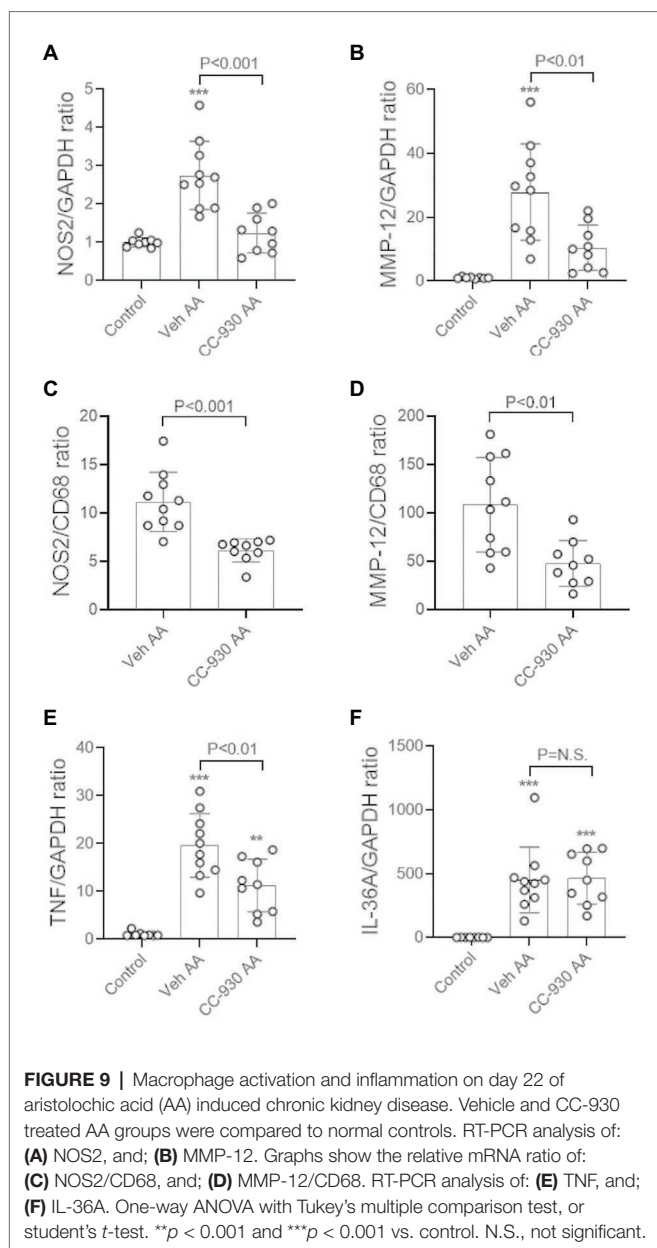 A
P<0.001
***
NOS2/GAPDH ratio
5
4
3
2
1
0
Control
Veh AA
CC-930 AA
B
P<0.01
***
MMP-12/GAPDH ratio
60
40
20
0
Control
Veh AA
CC-930 AA
C
P<0.001
NOS2/CD68 ratio
20
15
10
5
0
Veh AA
CC-930 AA
D
P<0.01
MMP-12/CD68 ratio
200
150
100
50
0
Veh AA
CC-930 AA
E
P<0.01
***
**
TNF/GAPDH ratio
40
30
20
10
0
Control
Veh AA
CC-930 AA
F
P=N.S.
***
***
IL-36A/GAPDH ratio
1500
1000
500
0
Control
Veh AA
CC-930 AA
FIGURE 9 | Macrophage activation and inflammation on day 22 of
aristolochic acid (AA) induced chronic kidney disease. Vehicle and CC-930
treated AA groups were compared to normal controls. RT-PCR analysis of:
(A) NOS2, and; (B) MMP-12. Graphs show the relative mRNA ratio of:
(C) NOS2/CD68, and; (D) MMP-12/CD68. RT-PCR analysis of: (E) TNF, and;
(F) IL-36A. One-way ANOVA with Tukey's multiple comparison test, or
student's t-test. **p < 0.001 and ***p < 0.001 vs. control. N.S., not significant.